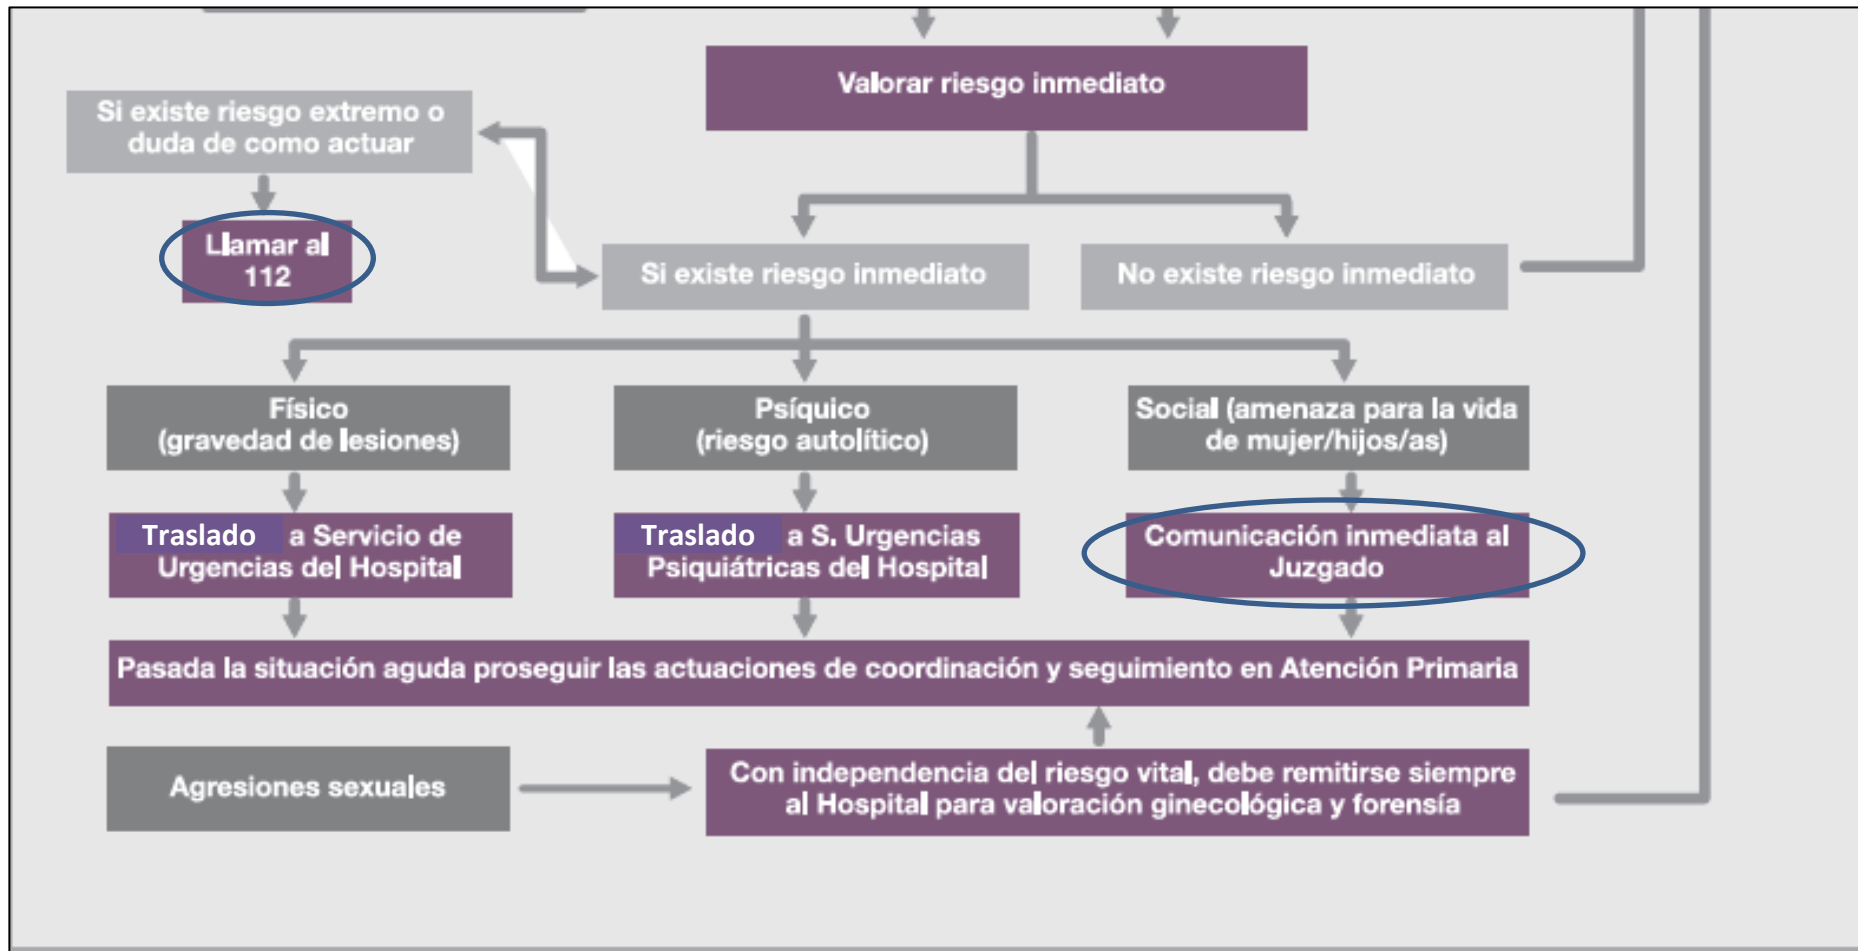 Valorar riesgo inmediato
Si existe riesgo extremo o
duda de como actuar
Llamar al
112
Si existe riesgo inmediato
No existe riesgo inmediato
Físico
(gravedad de lesiones)
Psíquico
(riesgo autolítico)
Social (amenaza para la vida
de mujer/hijos/as)
Traslado a Servicio de
Urgencias del Hospital
Traslado a S. Urgencias
Psiquiátricas del Hospital
Comunicación inmediata al
Juzgado
Pasada la situación aguda proseguir las actuaciones de coordinación y seguimiento en Atención Primaria
Agresiones sexuales
Con independencia del riesgo vital, debe remitirse siempre
al Hospital para valoración ginecológica y forensía